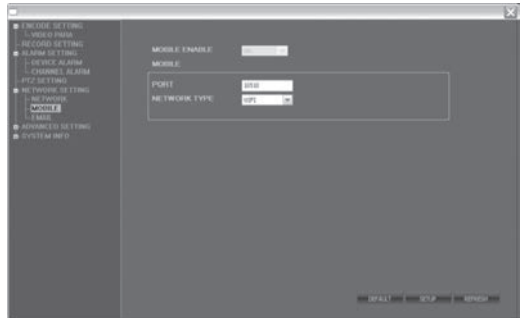 ENCODE SETTING
VIDEO PARA
RECORD SETTING
ALARM SETTING
DEVICE ALARM
CHANNEL ALARM
PTZ SETTING
NETWORK SETTING
NETWORK
MOBILE
EMAIL
ADVANCED SETTING
SYSTEM INFO
MOBILE ENABLE
MOBILE
PORT
NETWORK TYPE
DEFAULT SETUP REFRESH